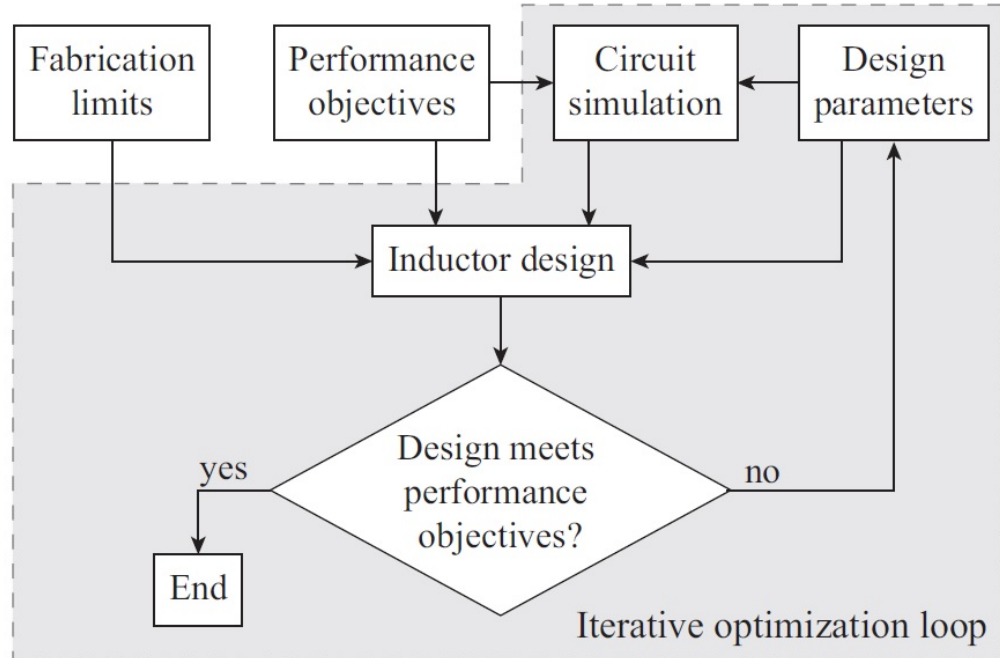 Fabrication
limits
Performance
objectives
Circuit
simulation
Design
parameters
Inductor design
Design meets
performance
objectives?
yes
no
End
Iterative optimization loop